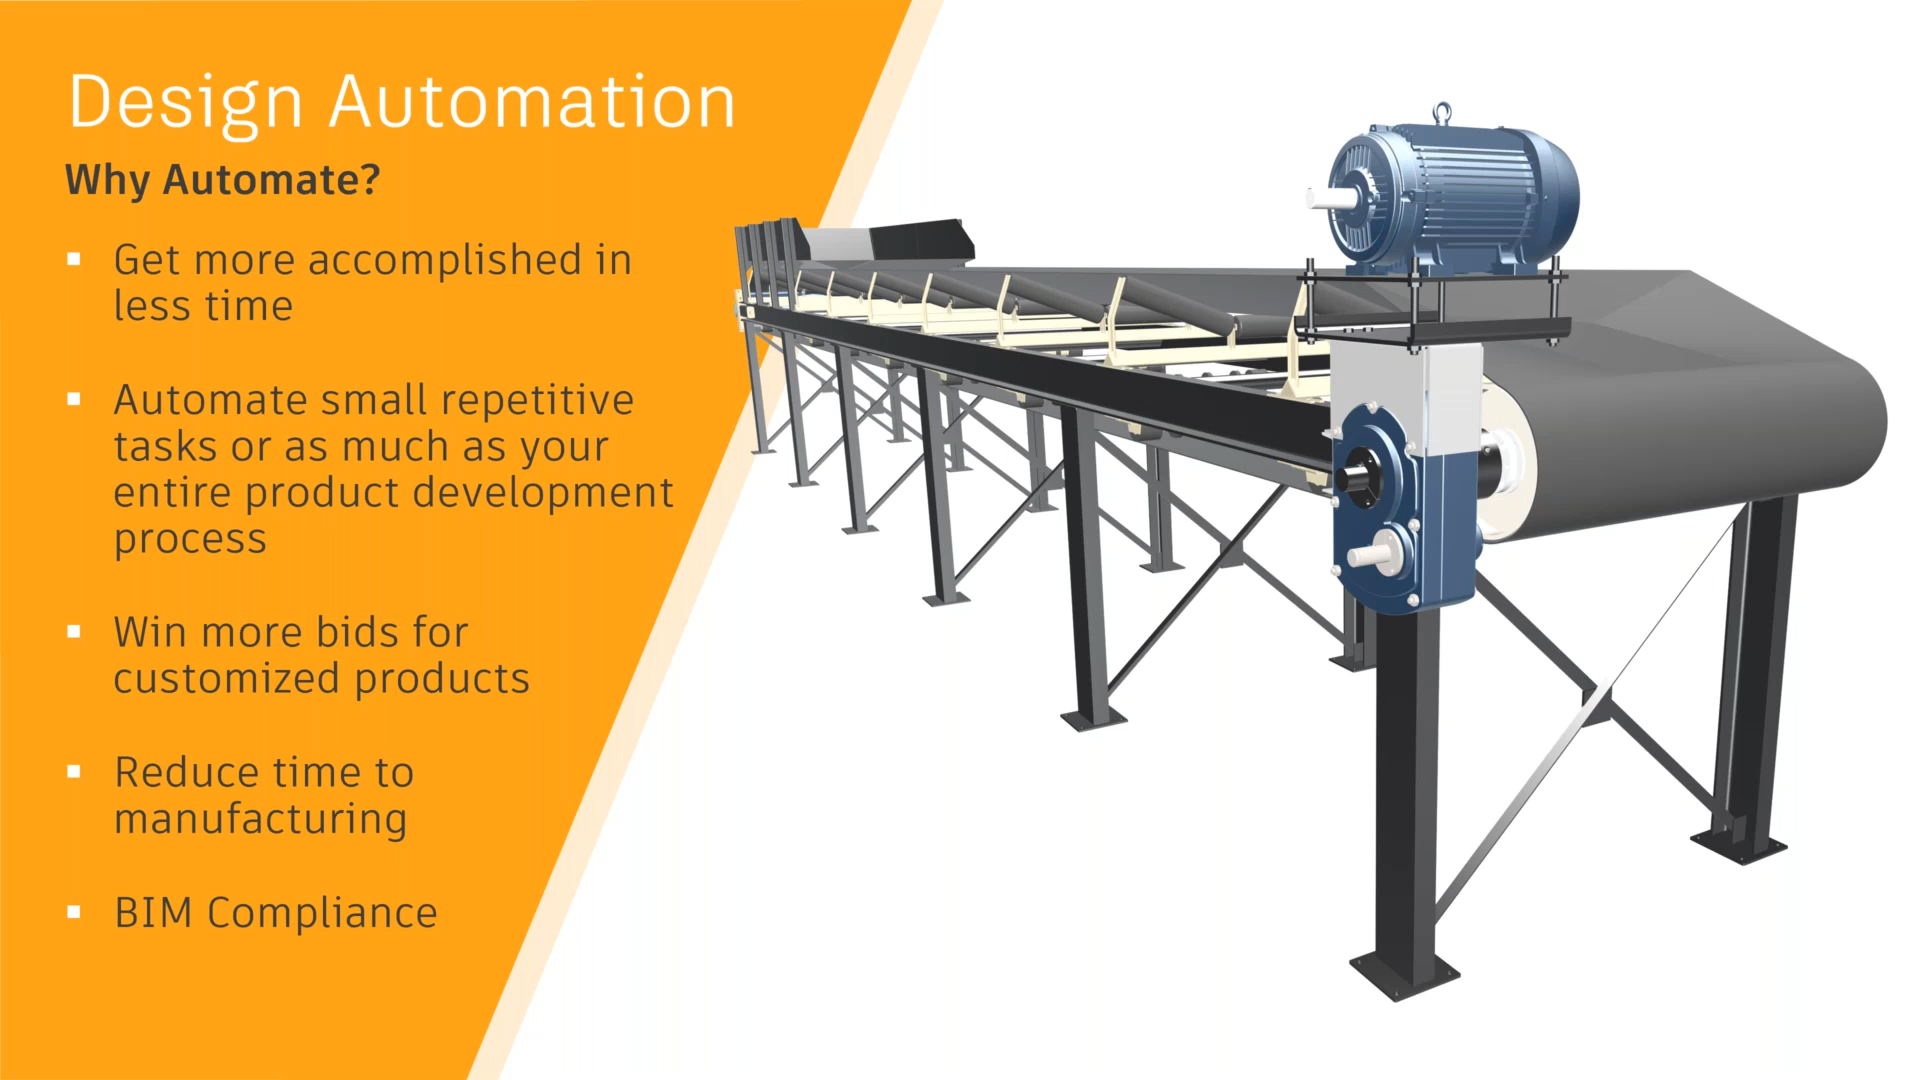 Design Automation
Why Automate?
Get more accomplished in
less time
Automate small repetitive
tasks or as much as your
entire product development
process
Win more bids for
customized products
Reduce time to
manufacturing
BIM Compliance